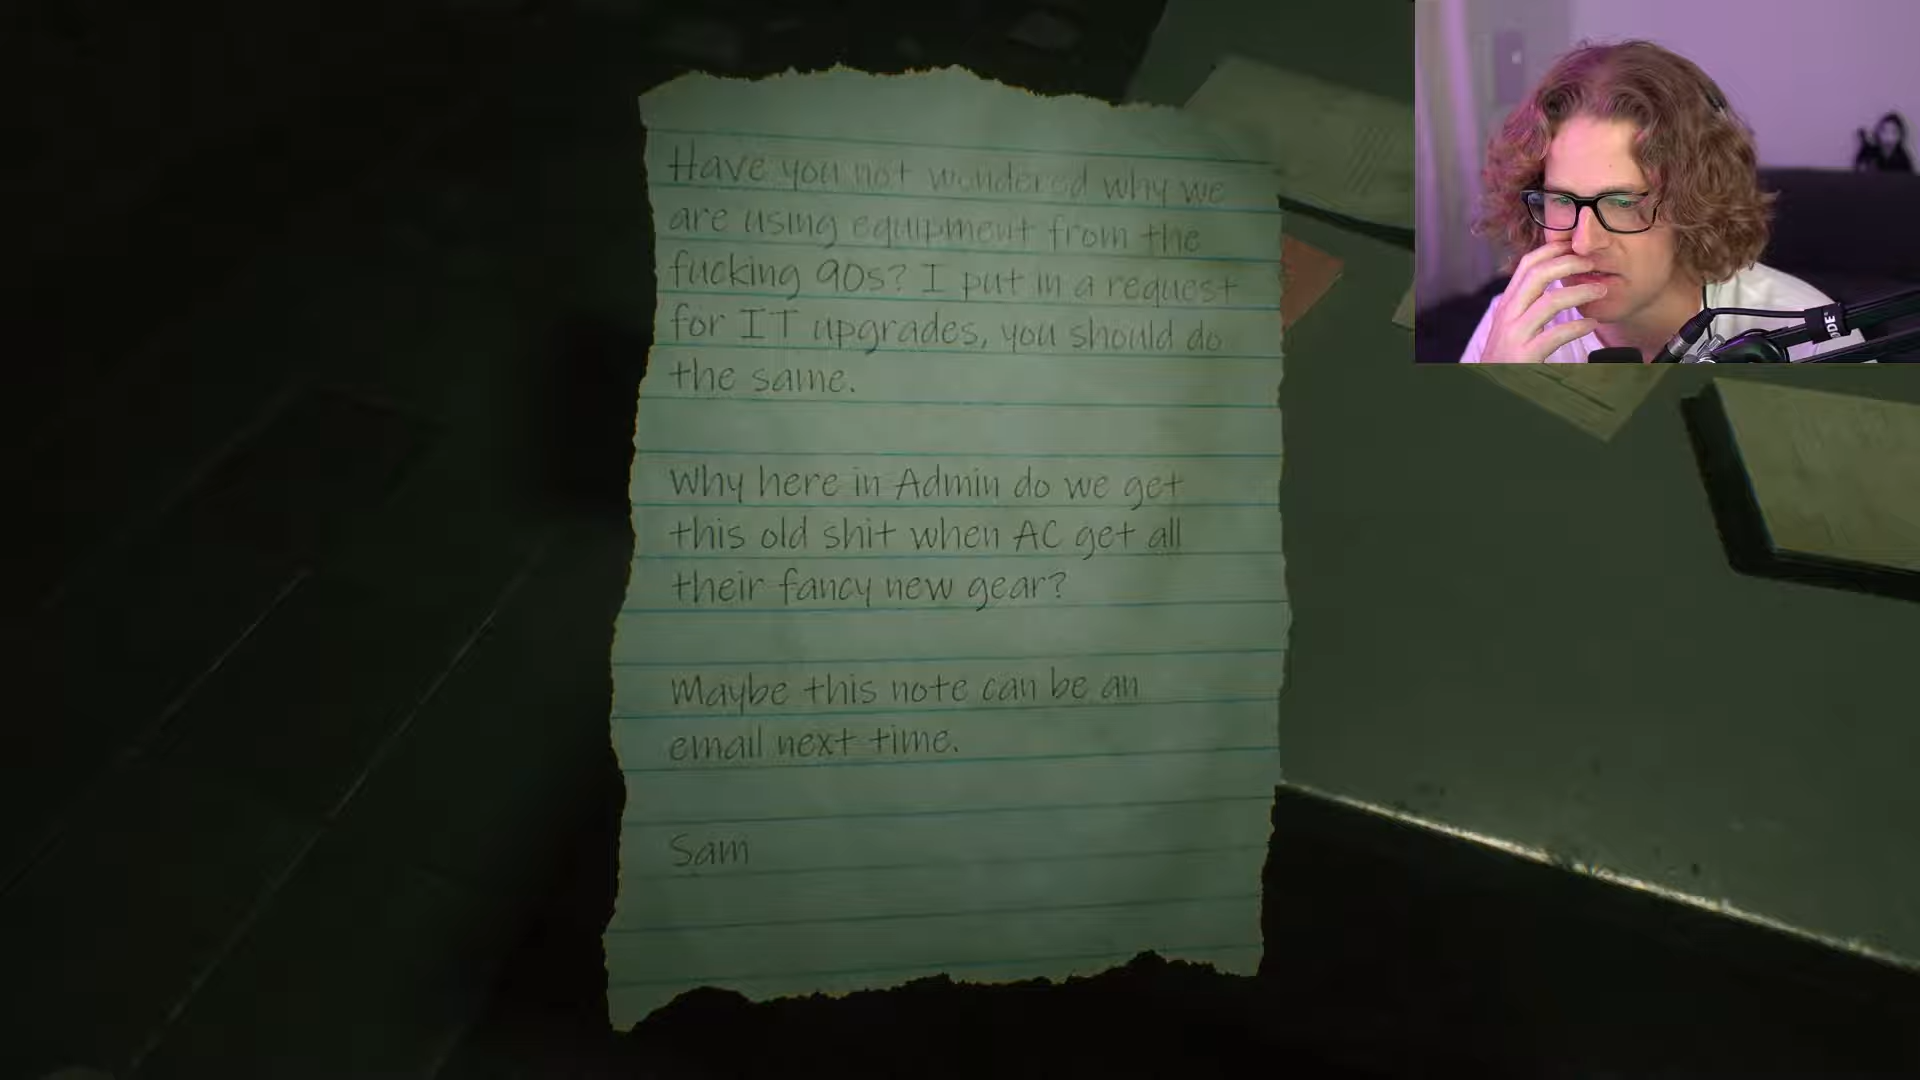 Have you not wondered why we
are using equipment from the
fucking 90s? I put in a request
for IT upgrades, you should do
the same.
Why here in Admin do we get
this old shit when AC get all
their fancy new gear?
Maybe this note can be an
email next time.
Sam